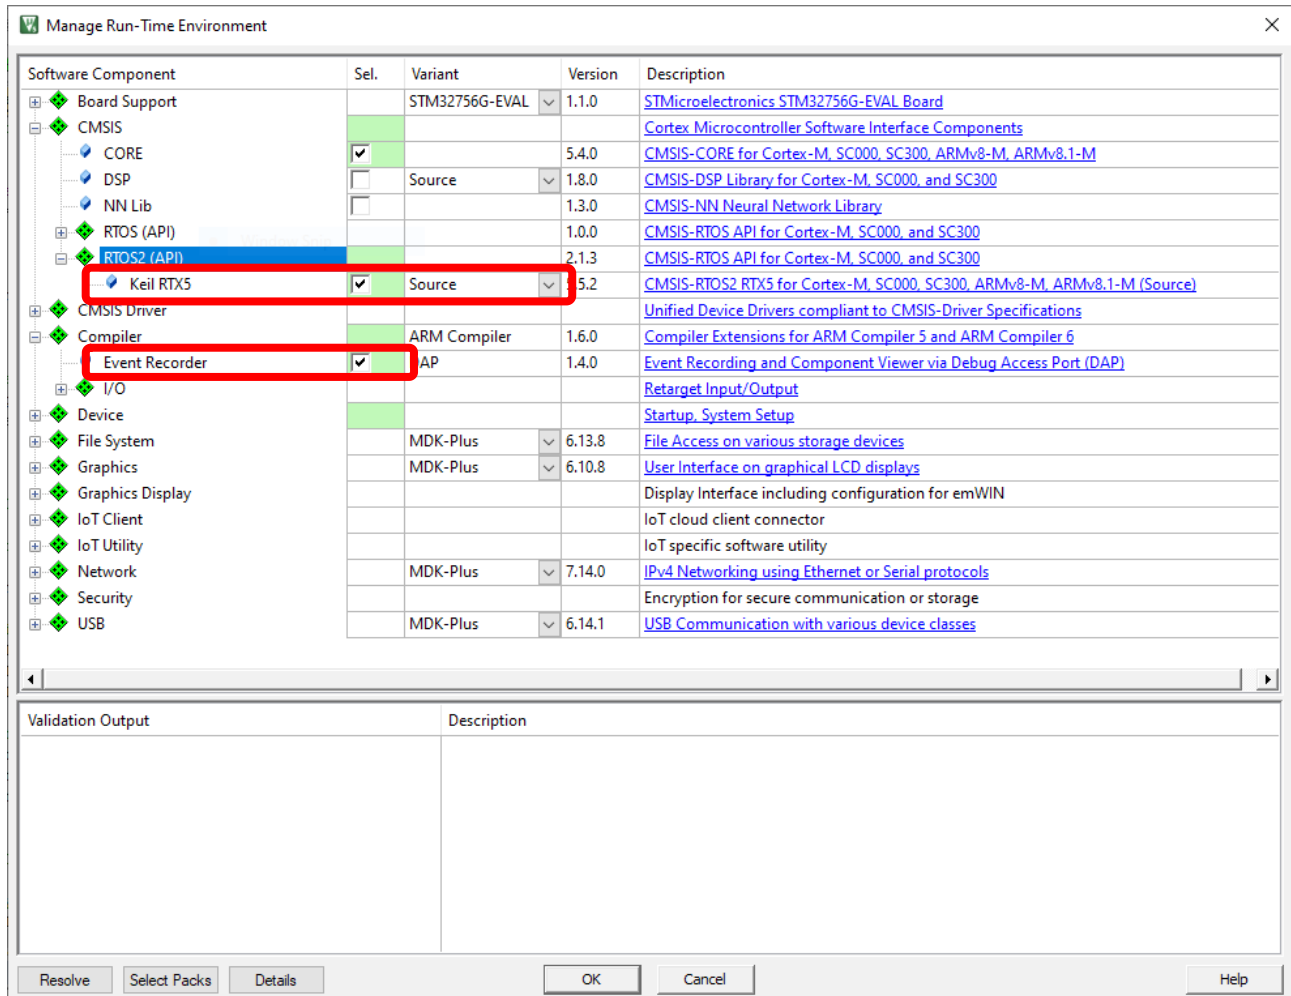 Manage Run-Time Environment
Software Component Sel. Variant Version Description
Board Support STM32756G-EVAL 1.1.0 STMicroelectronics STM32756G-EVAL Board
CMSIS Cortex Microcontroller Software Interface Components
CORE 5.4.0 CMSIS-CORE for Cortex-M, SC000, SC300, ARMv8-M, ARMv8.1-M
DSP Source 1.8.0 CMSIS-DSP Library for Cortex-M, SC000, and SC300
NN Lib 1.3.0 CMSIS-NN Neural Network Library
RTOS (API) 1.0.0 CMSIS-RTOS API for Cortex-M, SC000, and SC300
RTOS2 (API) 2.1.3 CMSIS-RTOS API for Cortex-M, SC000, and SC300
Keil RTX5 Source 5.5.2 CMSIS-RTOS2 RTX5 for Cortex-M, SC000, SC300, ARMv8-M, ARMv8.1-M (Source)
CMSIS Driver Unified Device Drivers compliant to CMSIS-Driver Specifications
Compiler ARM Compiler 1.6.0 Compiler Extensions for ARM Compiler 5 and ARM Compiler 6
Event Recorder DAP 1.4.0 Event Recording and Component Viewer via Debug Access Port (DAP)
I/O Retarget Input/Output
Device Startup, System Setup
File System MDK-Plus 6.13.8 File Access on various storage devices
Graphics MDK-Plus 6.10.8 User Interface on graphical LCD displays
Graphics Display Display Interface including configuration for emWIN
IoT Client IoT cloud client connector
IoT Utility IoT specific software utility
Network MDK-Plus 7.14.0 IPv4 Networking using Ethernet or Serial protocols
Security Encryption for secure communication or storage
USB MDK-Plus 6.14.1 USB Communication with various device classes
Validation Output Description
Resolve Select Packs Details OK Cancel Help